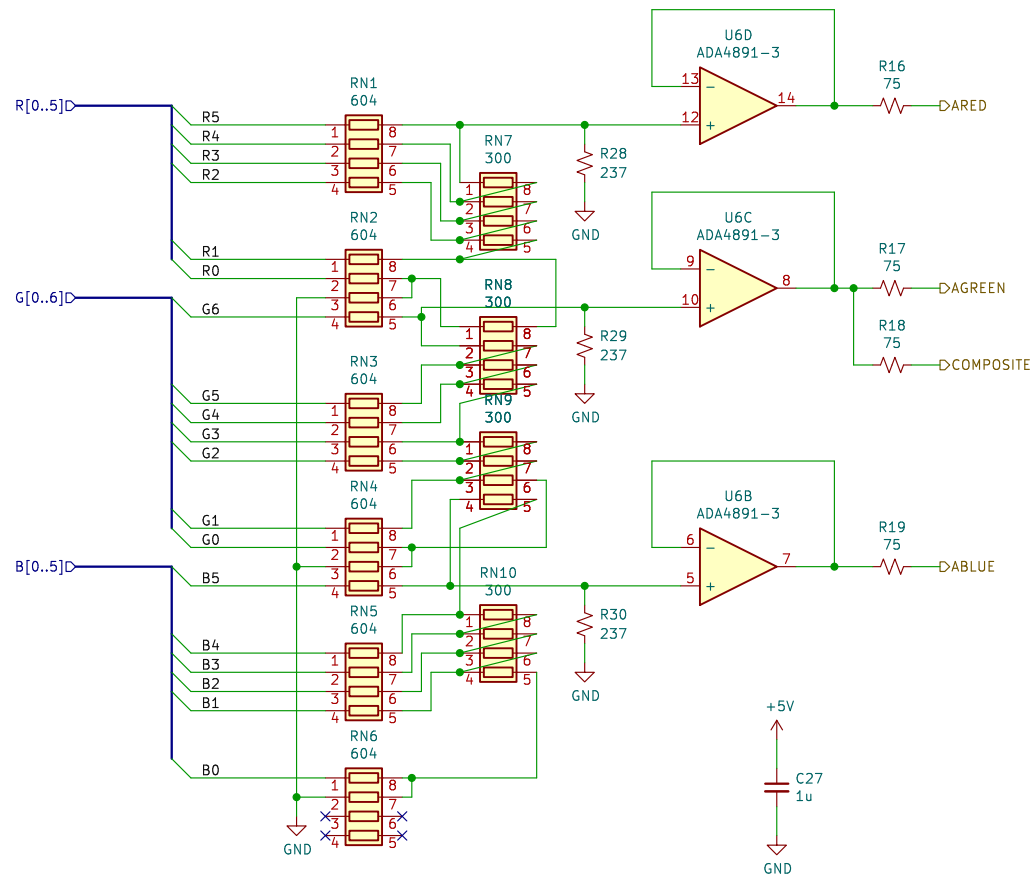 U6D
ADA4891-3
13
14
12
R16
75
ARED
R[0..5]
RN1
604
R5
R4
R3
R2
1 8
2 7
3 6
4 5
RN7
300
1 8
2 7
3 6
4 5
R28
237
GND
U6C
ADA4891-3
9
8
10
R17
75
AGREEN
R18
75
COMPOSITE
RN2
604
R1
R0
G6
1 8
2 7
3 6
4 5
G[0..6]
RN8
300
1 8
2 7
3 6
4 5
R29
237
GND
RN3
604
G5
G4
G3
G2
1 8
2 7
3 6
4 5
RN9
300
1 8
2 7
3 6
4 5
RN4
604
G1
G0
B5
1 8
2 7
3 6
4 5
B[0..5]
U6B
ADA4891-3
6
7
5
R19
75
ABLUE
RN10
300
1 8
2 7
3 6
4 5
R30
237
GND
RN5
604
B4
B3
B2
B1
1 8
2 7
3 6
4 5
RN6
604
B0
1 8
2 7
3 6
4 5
GND
+5V
C27
1u
GND